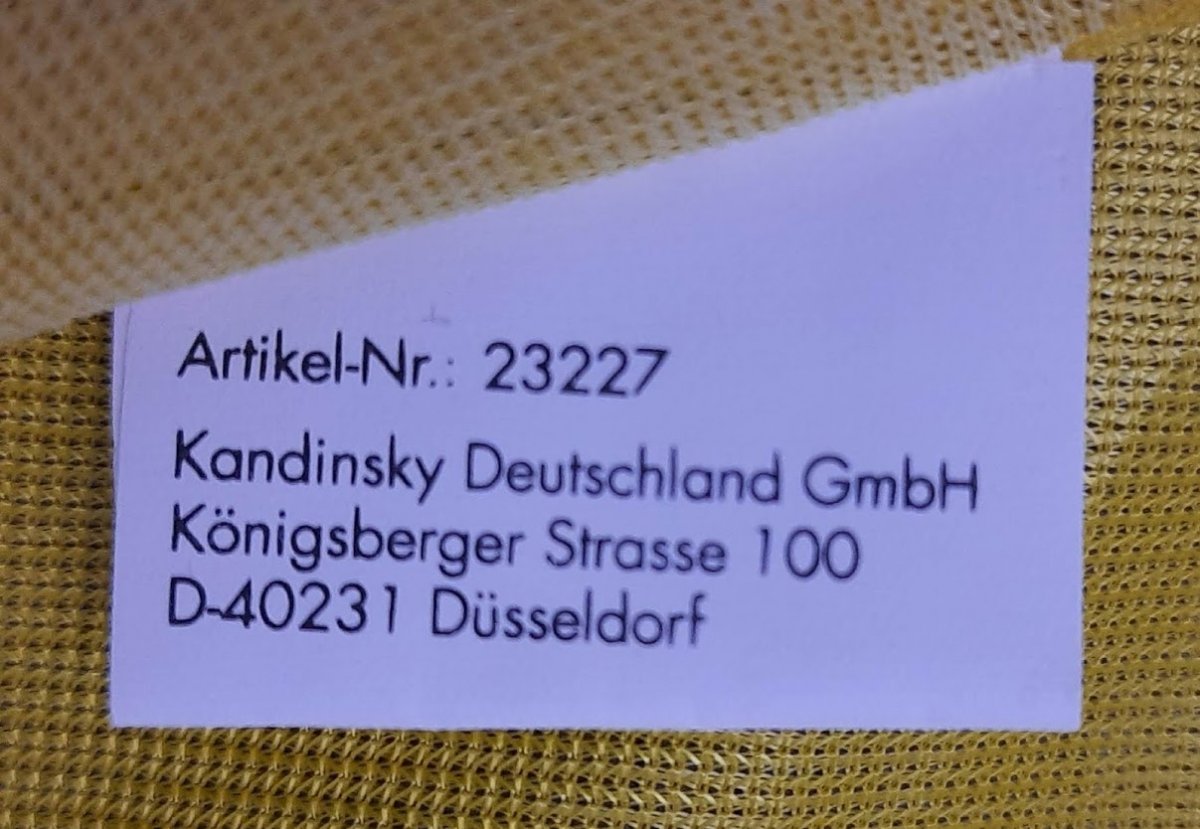 Artikel-Nr.: 23227
Kandinsky Deutschland GmbH
Königsberger Strasse 100
D-40231 Düsseldorf